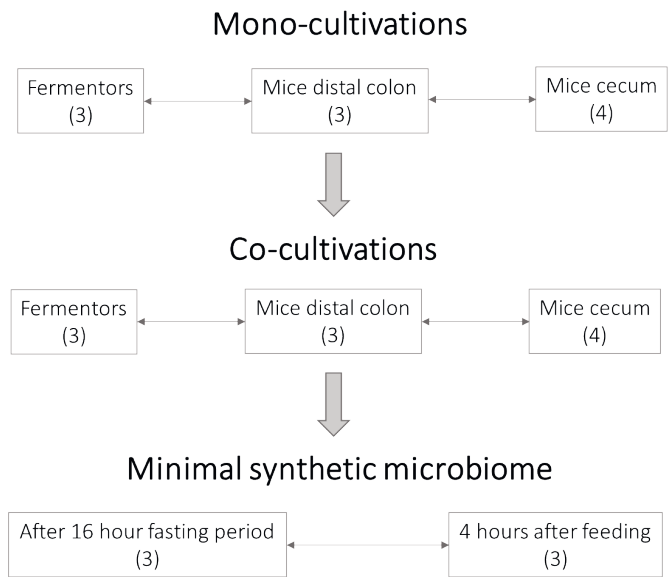 Mono-cultivations
Fermentors
(3)
Mice distal colon
(3)
Mice cecum
(4)
Co-cultivations
Fermentors
(3)
Mice distal colon
(3)
Mice cecum
(4)
Minimal synthetic microbiome
After 16 hour fasting period
(3)
4 hours after feeding
(3)